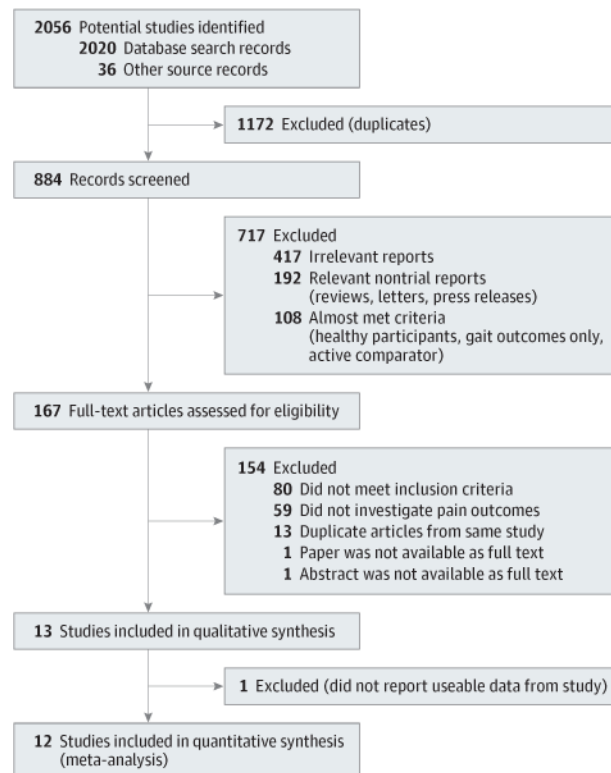 2056 Potential studies identified
2020 Database search records
36 Other source records
1172 Excluded (duplicates)
884 Records screened
717 Excluded
417 Irrelevant reports
192 Relevant nontrial reports
(reviews, letters, press releases)
108 Almost met criteria
(healthy participants, gait outcomes only,
active comparator)
167 Full-text articles assessed for eligibility
154 Excluded
80 Did not meet inclusion criteria
59 Did not investigate pain outcomes
13 Duplicate articles from same study
1 Paper was not available as full text
1 Abstract was not available as full text
13 Studies included in qualitative synthesis
1 Excluded (did not report useable data from study)
12 Studies included in quantitative synthesis
(meta-analysis)